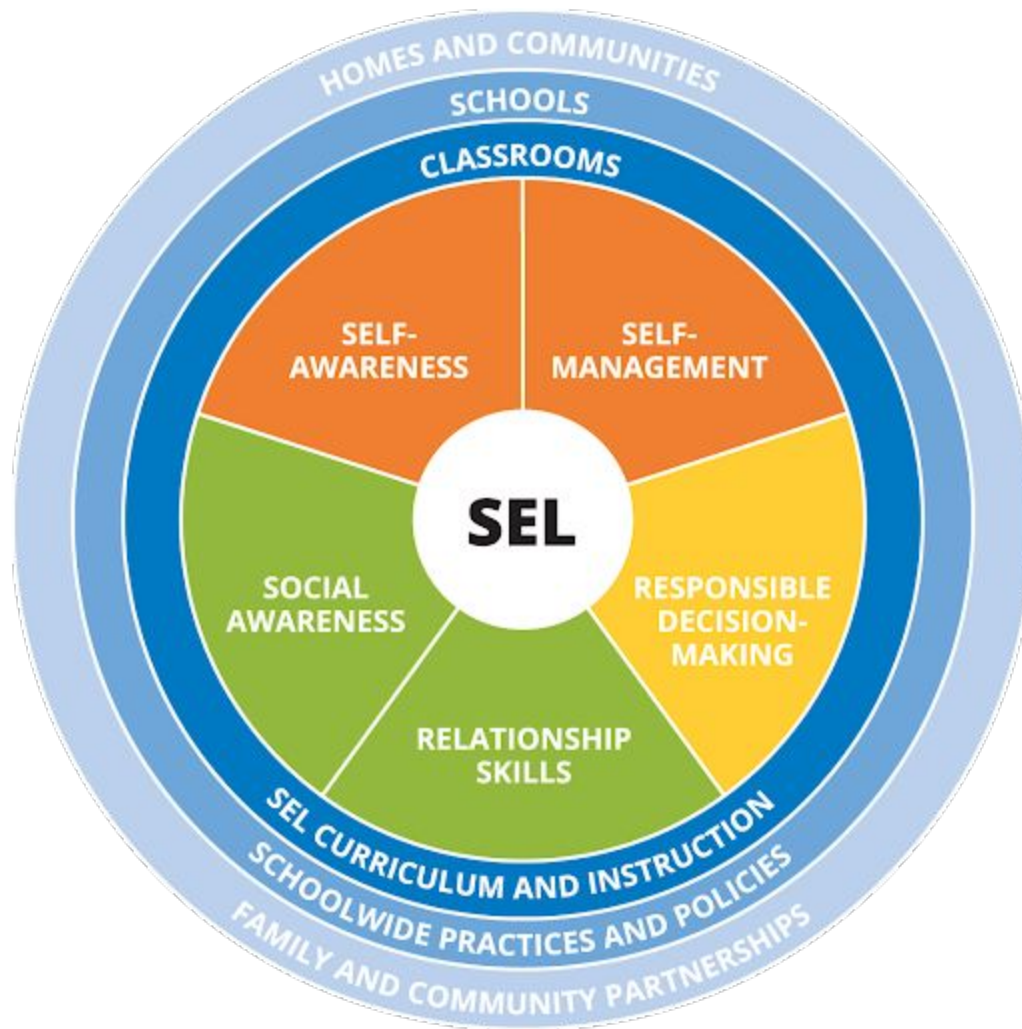 HOMES AND COMMUNITIES
SCHOOLS
CLASSROOMS
SELF-
AWARENESS
SELF-
MANAGEMENT
SEL
SOCIAL
AWARENESS
RESPONSIBLE
DECISION-
MAKING
RELATIONSHIP
SKILLS
SEL CURRICULUM AND INSTRUCTION
SCHOOLWIDE PRACTICES AND POLICIES
FAMILY AND COMMUNITY PARTNERSHIPS